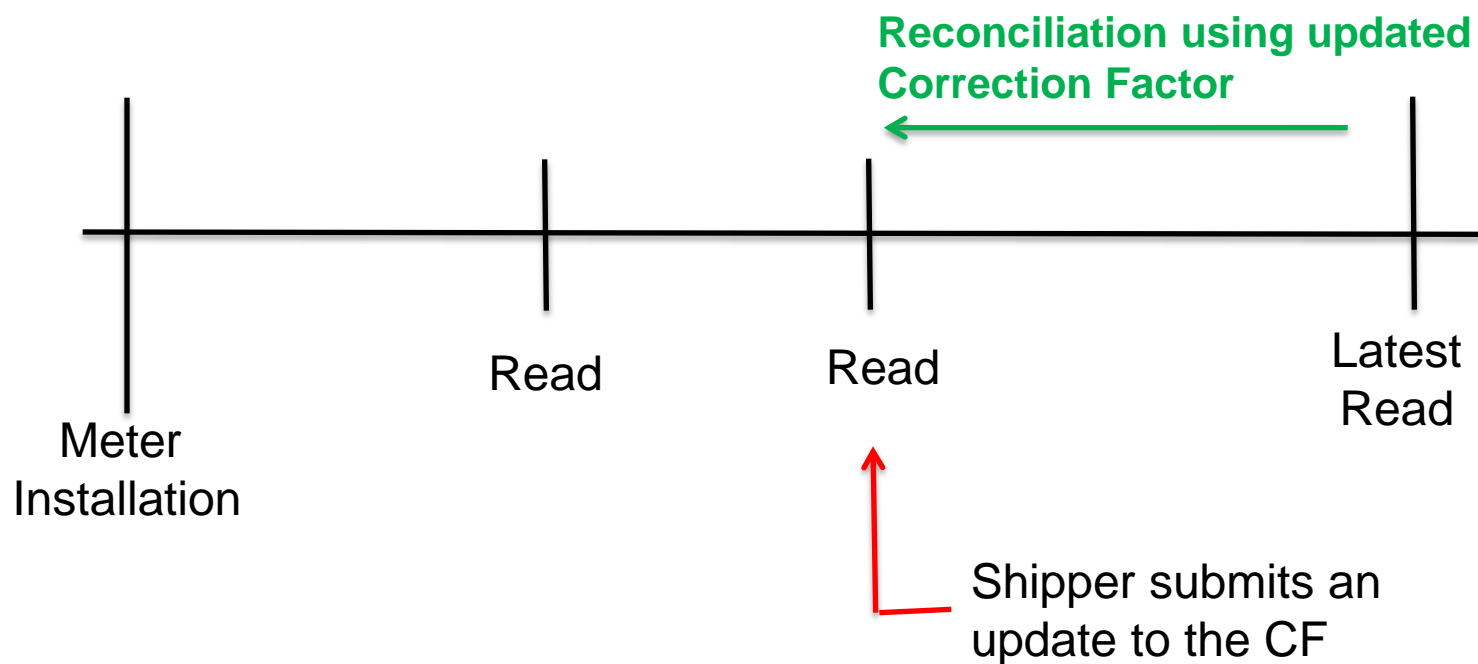 Reconciliation using updated
Correction Factor
Read
Read
Latest
Read
Meter
Installation
Shipper submits an
update to the CF